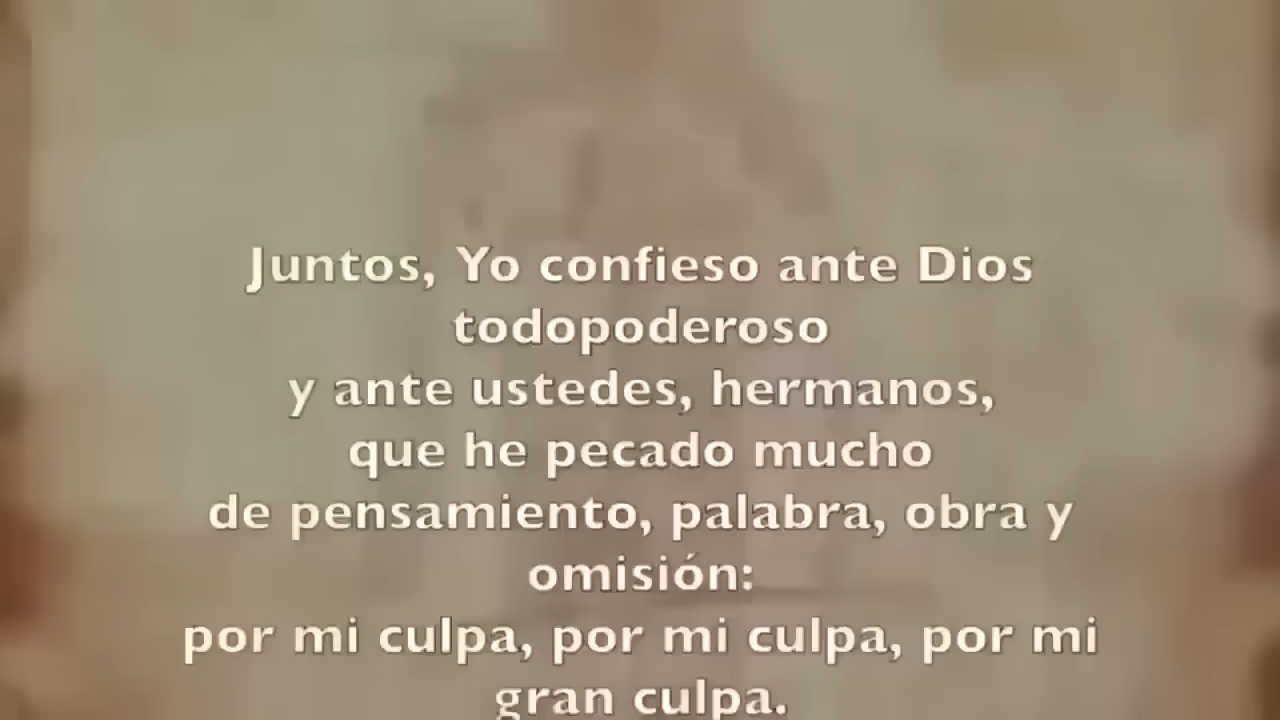 Juntos, Yo confieso ante Dios
todopoderoso
y ante ustedes, hermanos,
que he pecado mucho
de pensamiento, palabra, obra y
omisión:
por mi culpa, por mi culpa, por mi
gran culpa.